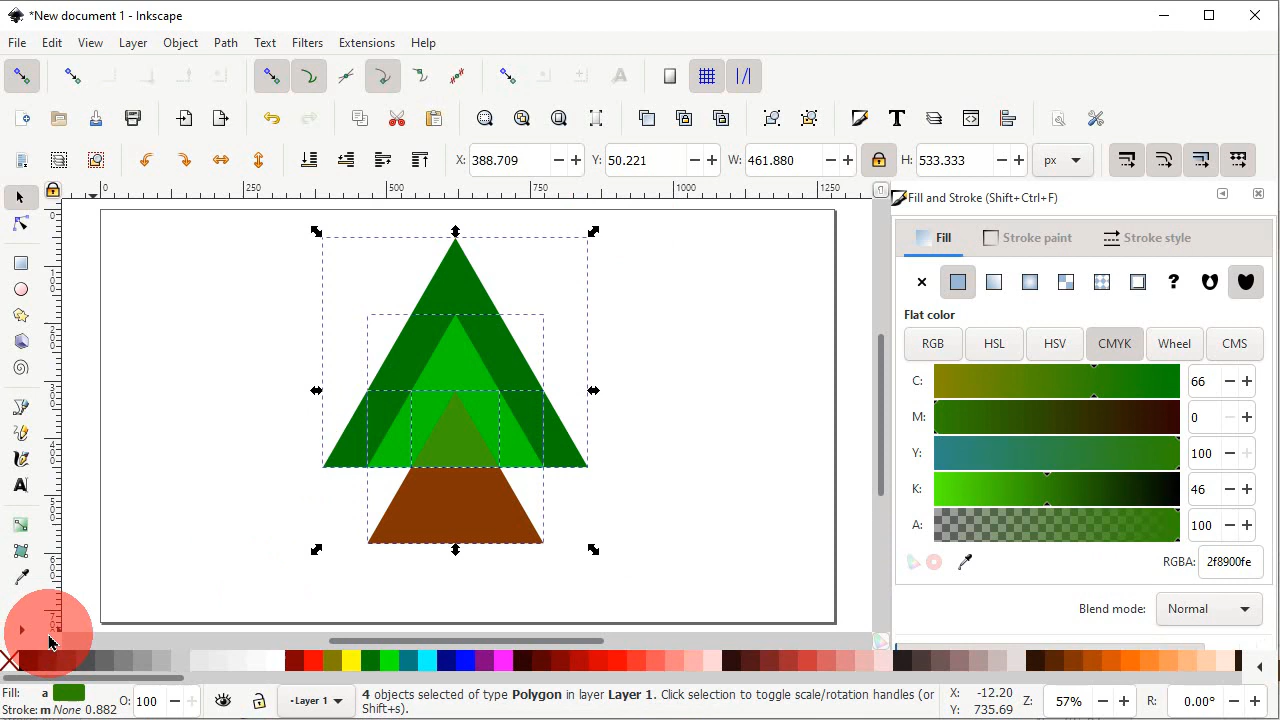 *New document 1 - Inkscape
File Edit View Layer Object Path Text Filters Extensions Help
X: 388.709 Y: 50.221 W: 461.880 H: 533.333 px
0 250 500 750 1000 1250
Fill and Stroke (Shift+Ctrl+F)
Fill Stroke paint Stroke style
Flat color
RGB HSL HSV CMYK Wheel CMS
C: 66
M: 0
Y: 100
K: 46
A: 100
RGBA: 2f8900fe
Blend mode: Normal
Fill: a O: 100 Layer 1 4 objects selected of type Polygon in layer Layer 1. Click selection to toggle scale/rotation handles (or Shift+s). X: -12.20 Z: 57% R: 0.00°
Stroke: m None 0.882 Y: 735.69